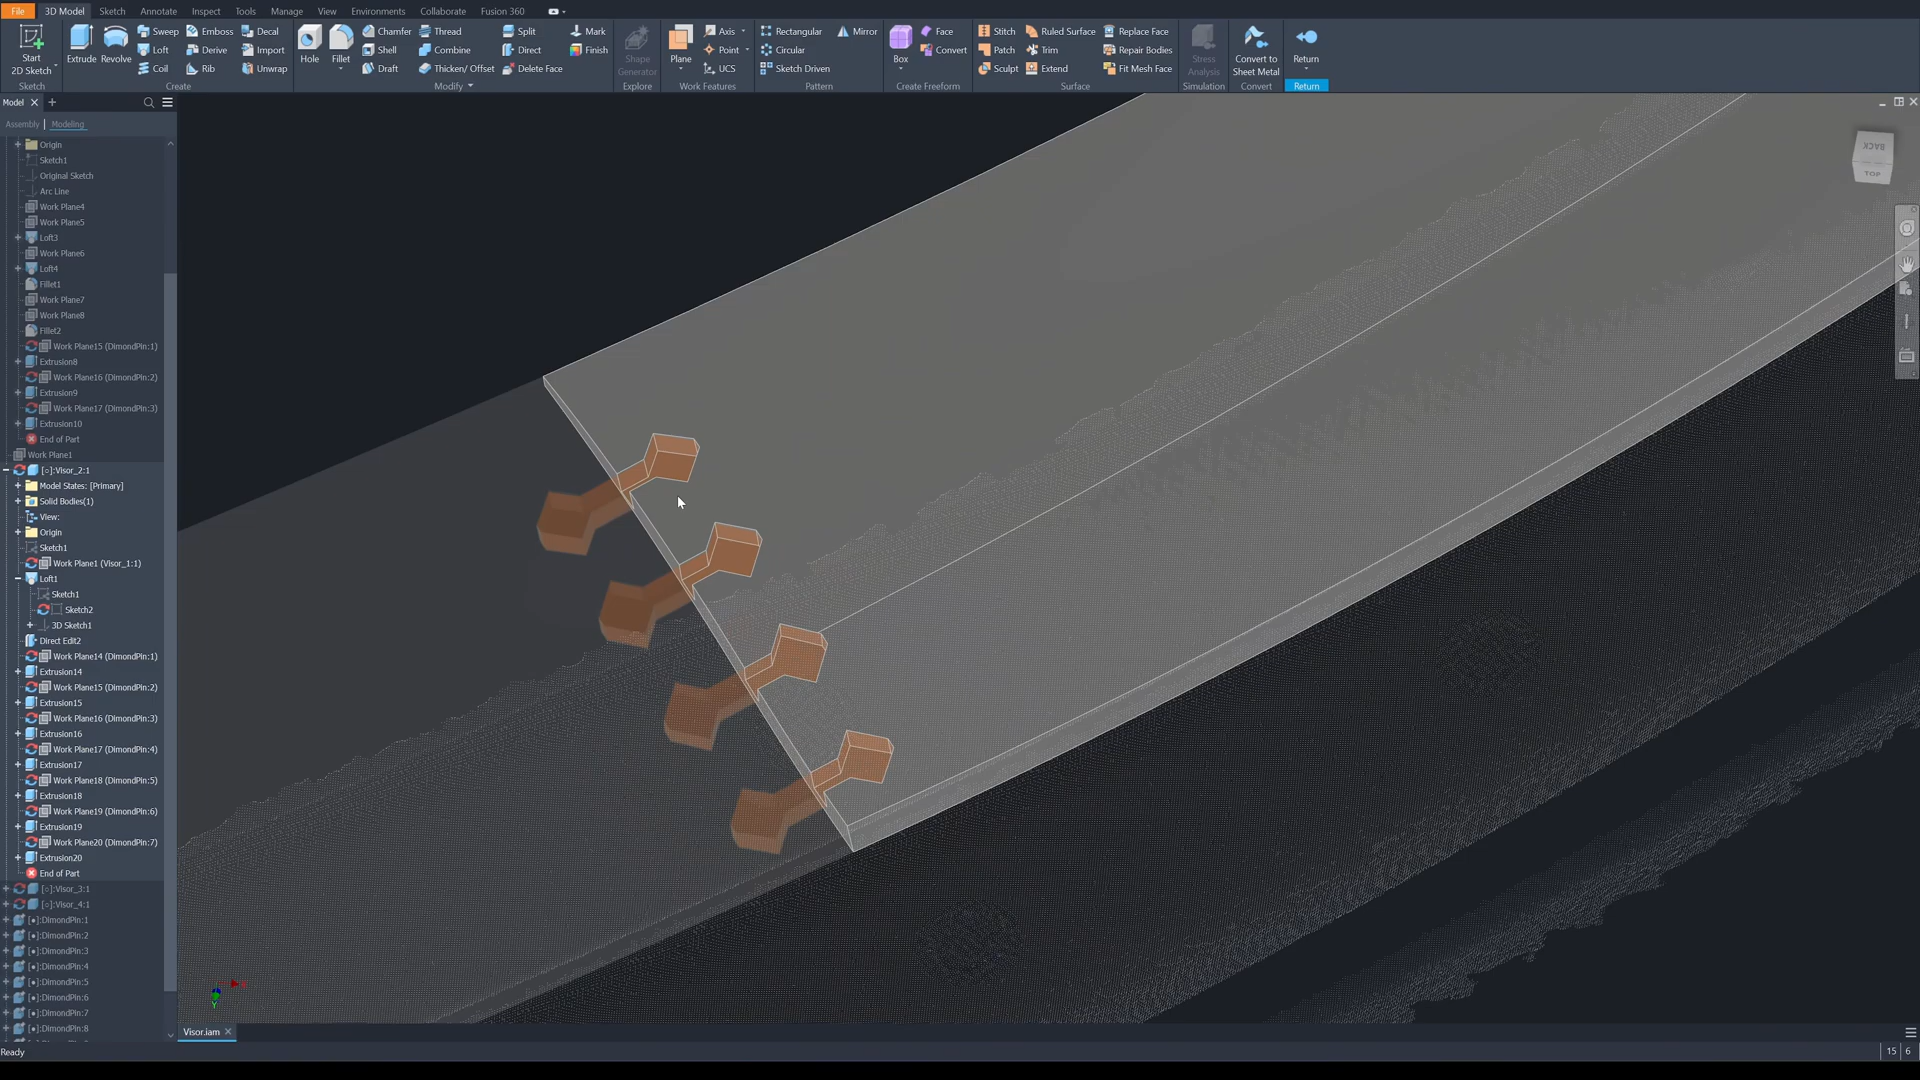 File 3D Model Sketch Annotate Inspect Tools Manage View Environments Collaborate Fusion 360
Start
2D Sketch
Sketch
Extrude
Revolve
Sweep
Loft
Coil
Emboss
Derive
Rib
Decal
Import
Unwrap
Create
Hole
Fillet
Chamfer
Shell
Draft
Thread
Combine
Thicken/ Offset
Split
Direct
Delete Face
Mark
Finish
Modify
Shape
Generator
Explore
Plane
Axis
Point
UCS
Work Features
Rectangular
Circular
Sketch Driven
Mirror
Pattern
Box
Face
Convert
Create Freeform
Stitch
Patch
Sculpt
Ruled Surface
Trim
Extend
Replace Face
Repair Bodies
Fit Mesh Face
Surface
Stress
Analysis
Simulation
Convert to
Sheet Metal
Convert
Return
Return
Model
Assembly | Modeling
Origin
Sketch1
Original Sketch
Arc Line
Work Plane4
Work Plane5
Loft3
Work Plane6
Loft4
Fillet1
Work Plane7
Work Plane8
Fillet2
Work Plane15 (DimondPin:1)
Extrusion8
Work Plane16 (DimondPin:2)
Extrusion9
Work Plane17 (DimondPin:3)
Extrusion10
End of Part
Work Plane1
Visor_2:1
Model States: [Primary]
Solid Bodies(1)
View:
Origin
Sketch1
Work Plane1 (Visor_1:1)
Loft1
Sketch1
Sketch2
3D Sketch1
Direct Edit2
Work Plane14 (DimondPin:1)
Extrusion14
Work Plane15 (DimondPin:2)
Extrusion15
Work Plane16 (DimondPin:3)
Extrusion16
Work Plane17 (DimondPin:4)
Extrusion17
Work Plane18 (DimondPin:5)
Extrusion18
Work Plane19 (DimondPin:6)
Extrusion19
Work Plane20 (DimondPin:7)
Extrusion20
End of Part
Visor_3:1
Visor_4:1
DimondPin:1
DimondPin:2
DimondPin:3
DimondPin:4
DimondPin:5
DimondPin:6
DimondPin:7
DimondPin:8
BACK
TOP
Y
Visor.iam
Ready
15 6